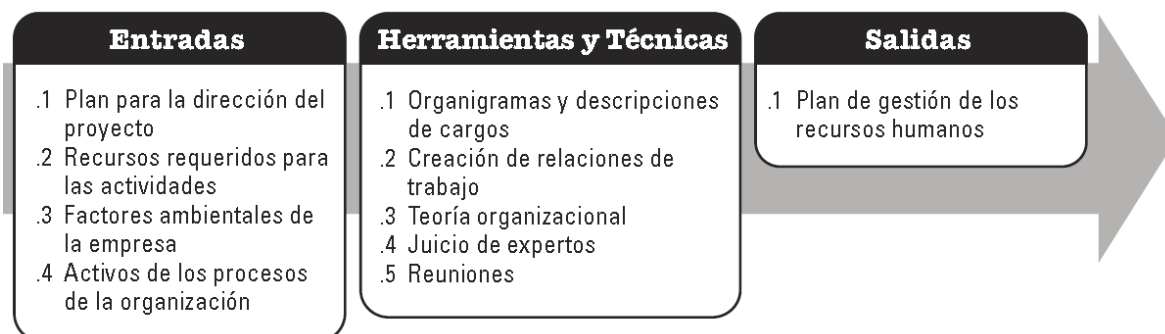 Entradas
.1 Plan para la dirección del
proyecto
.2 Recursos requeridos para
las actividades
.3 Factores ambientales de
la empresa
.4 Activos de los procesos
de la organización
Herramientas y Técnicas
.1 Organigramas y descripciones
de cargos
.2 Creación de relaciones de
trabajo
.3 Teoría organizacional
.4 Juicio de expertos
.5 Reuniones
Salidas
.1 Plan de gestión de los
recursos humanos